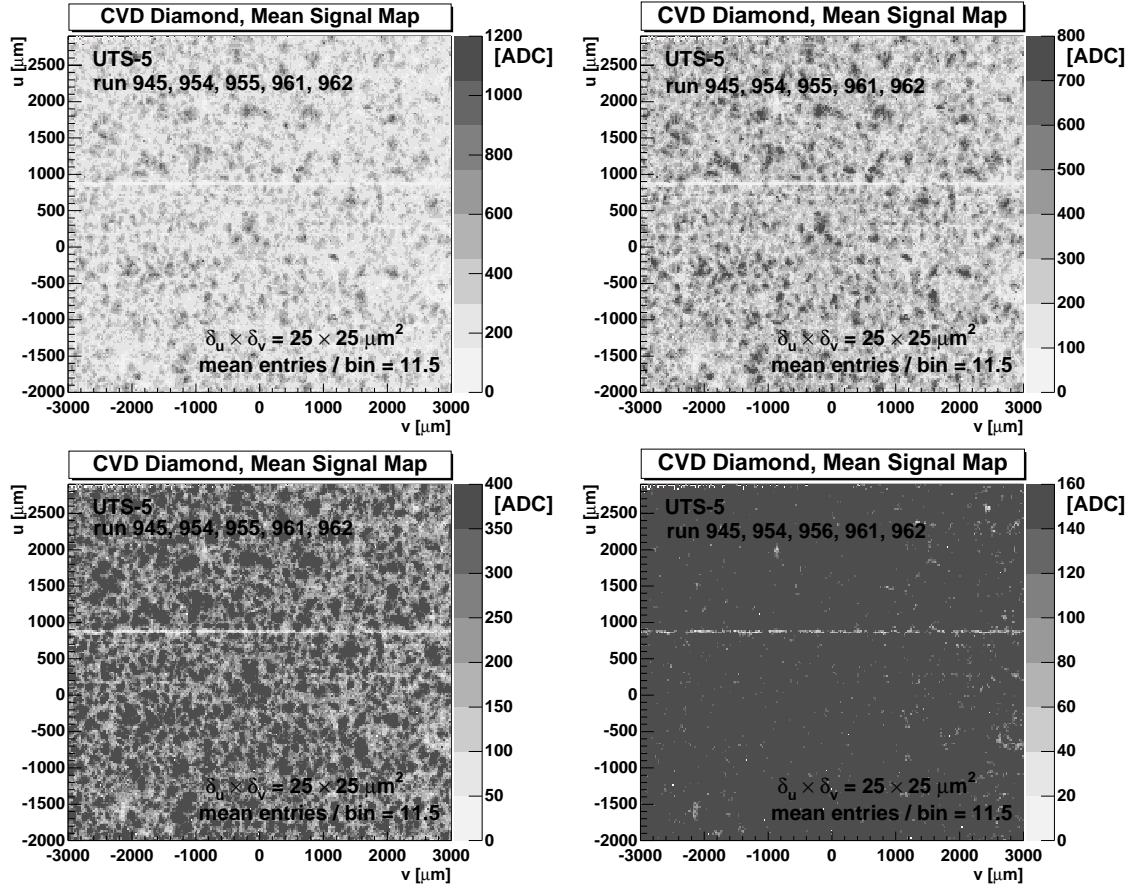 CVD Diamond, Mean Signal Map
u [μm]
2500
2000
1500
1000
500
0
-500
-1000
-1500
-2000
UTS-5
run 945, 954, 955, 961, 962
δu × δv = 25 × 25 μm²
mean entries / bin = 11.5
-3000 -2000 -1000 0 1000 2000 3000
v [μm]
1200
[ADC]
1000
800
600
400
200
0
CVD Diamond, Mean Signal Map
u [μm]
2500
2000
1500
1000
500
0
-500
-1000
-1500
-2000
UTS-5
run 945, 954, 955, 961, 962
δu × δv = 25 × 25 μm²
mean entries / bin = 11.5
-3000 -2000 -1000 0 1000 2000 3000
v [μm]
800
[ADC]
700
600
500
400
300
200
100
0
CVD Diamond, Mean Signal Map
u [μm]
2500
2000
1500
1000
500
0
-500
-1000
-1500
-2000
UTS-5
run 945, 954, 955, 961, 962
δu × δv = 25 × 25 μm²
mean entries / bin = 11.5
-3000 -2000 -1000 0 1000 2000 3000
v [μm]
400
[ADC]
350
300
250
200
150
100
50
0
CVD Diamond, Mean Signal Map
u [μm]
2500
2000
1500
1000
500
0
-500
-1000
-1500
-2000
UTS-5
run 945, 954, 956, 961, 962
δu × δv = 25 × 25 μm²
mean entries / bin = 11.5
-3000 -2000 -1000 0 1000 2000 3000
v [μm]
160
[ADC]
140
120
100
80
60
40
20
0